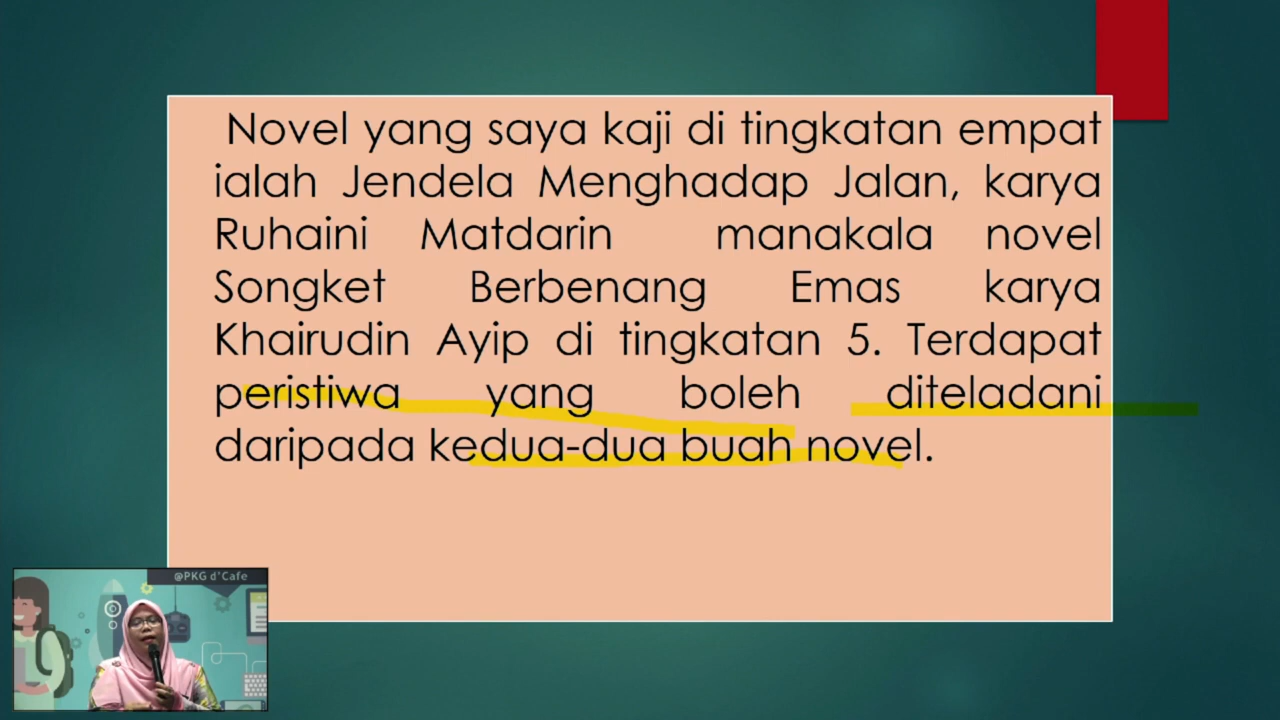 Novel yang saya kaji di tingkatan empat
ialah Jendela Menghadap Jalan, karya
Ruhaini Matdarin manakala novel
Songket Berbenang Emas karya
Khairudin Ayip di tingkatan 5. Terdapat
peristiwa yang boleh diteladani
daripada kedua-dua buah novel.
@PKG d'Cafe